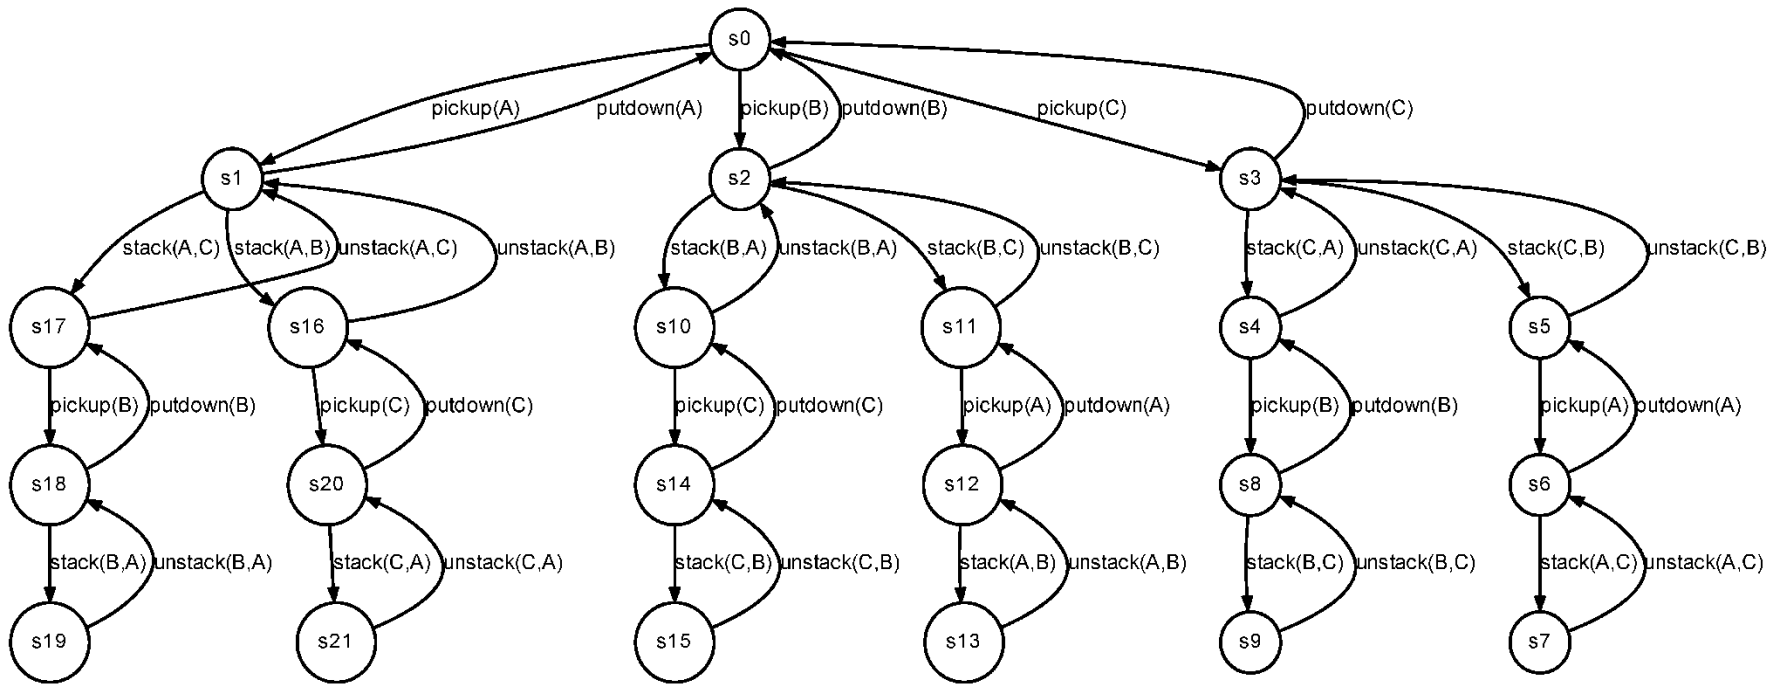 s0
pickup(A) putdown(A) pickup(B) putdown(B) pickup(C) putdown(C)
s1 s2 s3
stack(A,C) stack(A,B) unstack(A,C) unstack(A,B) stack(B,A) unstack(B,A) stack(B,C) unstack(B,C) stack(C,A) unstack(C,A) stack(C,B) unstack(C,B)
s17 s16 s10 s11 s4 s5
pickup(B) putdown(B) pickup(C) putdown(C) pickup(C) putdown(C) pickup(A) putdown(A) pickup(B) putdown(B) pickup(A) putdown(A)
s18 s20 s14 s12 s8 s6
stack(B,A) unstack(B,A) stack(C,A) unstack(C,A) stack(C,B) unstack(C,B) stack(A,B) unstack(A,B) stack(B,C) unstack(B,C) stack(A,C) unstack(A,C)
s19 s21 s15 s13 s9 s7